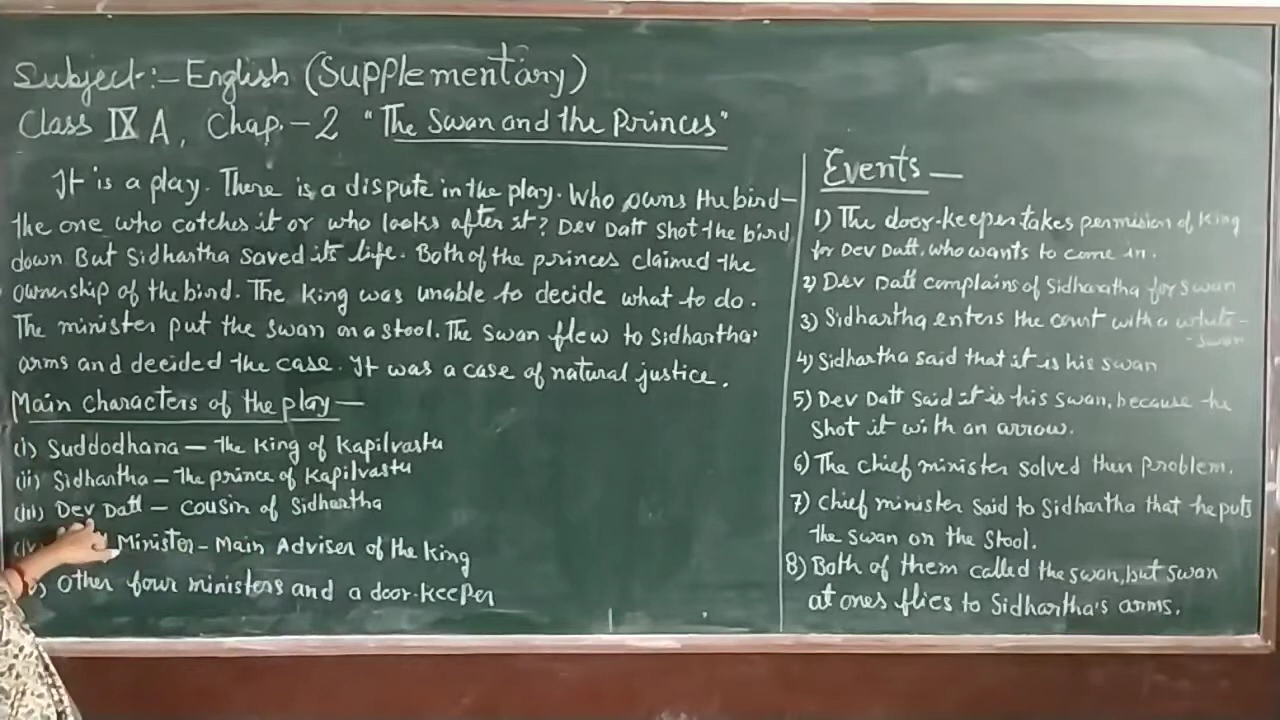 Subject:- English (Supplementary)
Class IX A, Chap.-2 "The Swan and the Princes"
It is a play. There is a dispute in the play. Who owns the bird-
the one who catches it or who looks after it? Dev Datt shot the bird
down But Sidhartha saved its life. Both of the princes claimed the
ownership of the bird. The king was unable to decide what to do.
The minister put the swan on a stool. The swan flew to Sidhartha'
arms and decided the case. It was a case of natural justice.
Main characters of the play-
(i) Suddodhana - the king of Kapilvastu
(ii) Sidhartha - The prince of Kapilvastu
(iii) Dev Datt - cousin of Sidhartha
(iv Minister - Main Adviser of the king
) Other four ministers and a door-keeper
Events-
1) The door-keeper takes permision of king
for Dev Datt, who wants to come in.
2) Dev Datt complains of Sidharatha for swan
3) Sidhartha enters the court with a white-
-swan
4) Sidhartha said that it is his swan
5) Dev Datt said it is his swan, because he
shot it with an arrow.
6) The chief minister solved their problem.
7) Chief minister said to Sidhartha that he puts
the swan on the stool.
8) Both of them called the swan, but swan
at ones flies to Sidhartha's arms.